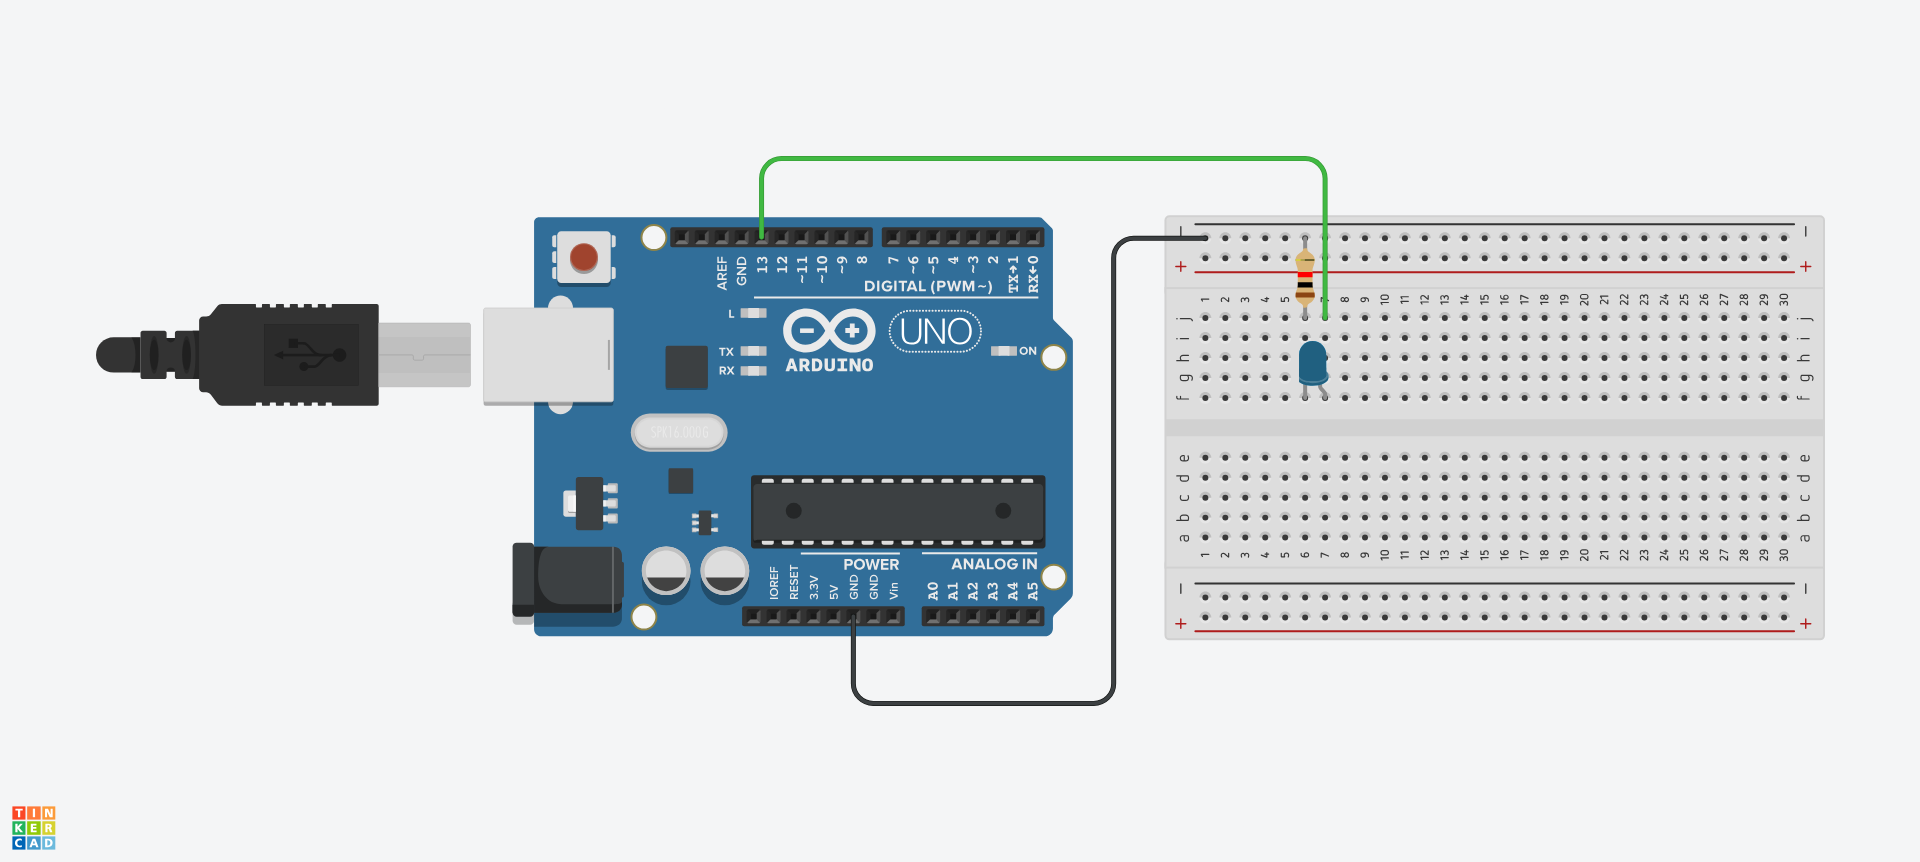 AREF
GND
13
12
~11
~10
~9
8
7
~6
~5
4
~3
2
TX→1
RX←0
DIGITAL (PWM ~)
L
TX
RX
ARDUINO
UNO
ON
SPK16.000G
POWER
ANALOG IN
IOREF
RESET
3.3V
5V
GND
GND
Vin
A0
A1
A2
A3
A4
A5
− −
+ +
1 2 3 4 5 6 7 8 9 10 11 12 13 14 15 16 17 18 19 20 21 22 23 24 25 26 27 28 29 30
j j
i i
h h
g g
f f
e e
d d
c c
b b
a a
1 2 3 4 5 6 7 8 9 10 11 12 13 14 15 16 17 18 19 20 21 22 23 24 25 26 27 28 29 30
− −
+ +
TIN
KER
CAD